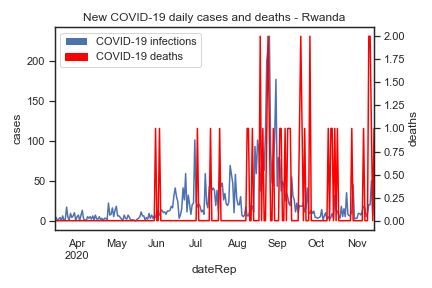 New COVID-19 daily cases and deaths - Rwanda
COVID-19 infections
COVID-19 deaths
200
150
100
50
0
cases
2.00
1.75
1.50
1.25
1.00
0.75
0.50
0.25
0.00
deaths
Apr May Jun Jul Aug Sep Oct Nov
2020
dateRep